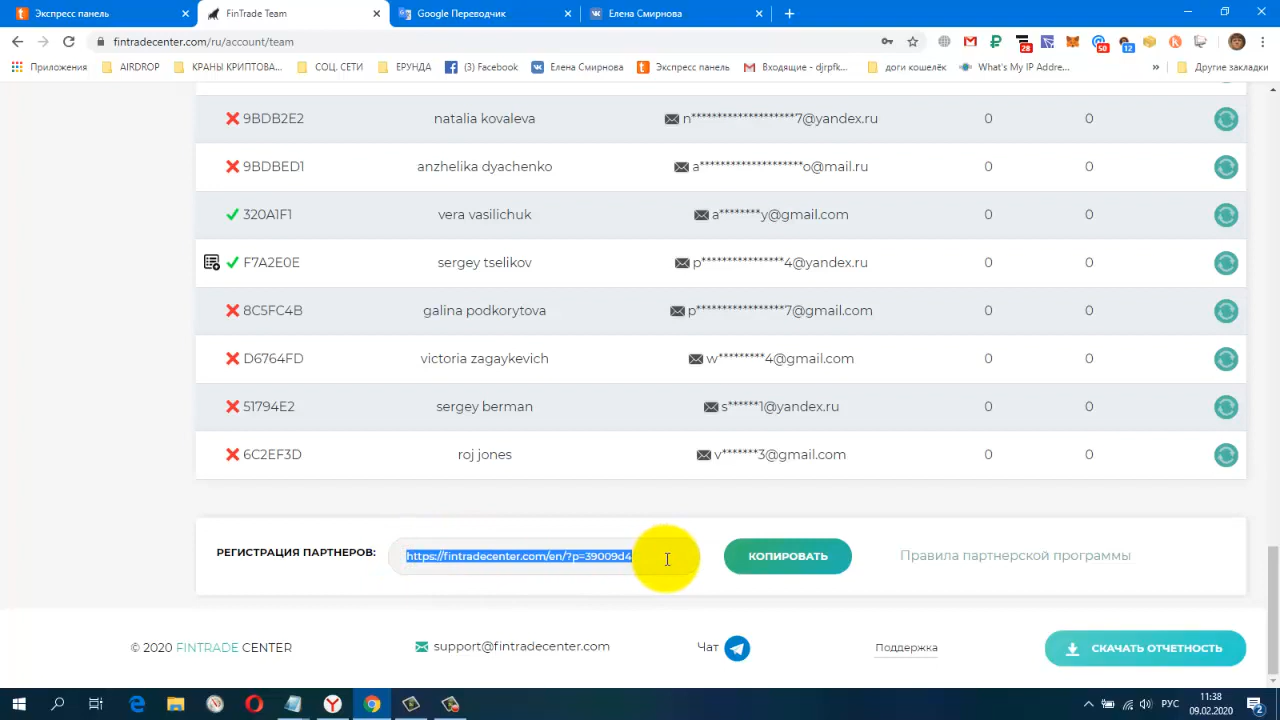 Экспресс панель
FinTrade Team
Google Переводчик
Елена Смирнова
fintradecenter.com/ru/account/team
28
50
12
Приложения
AIRDROP
КРАНЫ КРИПТОВА...
СОЦ. СЕТИ
ЕРУНДА
(3) Facebook
Елена Смирнова
Экспресс панель
Входящие - djrpfk...
доги кошелёк
What's My IP Addre...
»
Другие закладки
9BDB2E2 natalia kovaleva n********************7@yandex.ru 0 0
9BDBED1 anzhelika dyachenko a********************o@mail.ru 0 0
320A1F1 vera vasilichuk a********y@gmail.com 0 0
F7A2E0E sergey tselikov p****************4@yandex.ru 0 0
8C5FC4B galina podkorytova p*****************7@gmail.com 0 0
D6764FD victoria zagaykevich w*********4@gmail.com 0 0
51794E2 sergey berman s******1@yandex.ru 0 0
6C2EF3D roj jones v*******3@gmail.com 0 0
РЕГИСТРАЦИЯ ПАРТНЕРОВ: https://fintradecenter.com/en/?p=39009d4 КОПИРОВАТЬ Правила партнерской программы
© 2020 FINTRADE CENTER support@fintradecenter.com Чат Поддержка СКАЧАТЬ ОТЧЕТНОСТЬ
РУС
11:38
09.02.2020
2